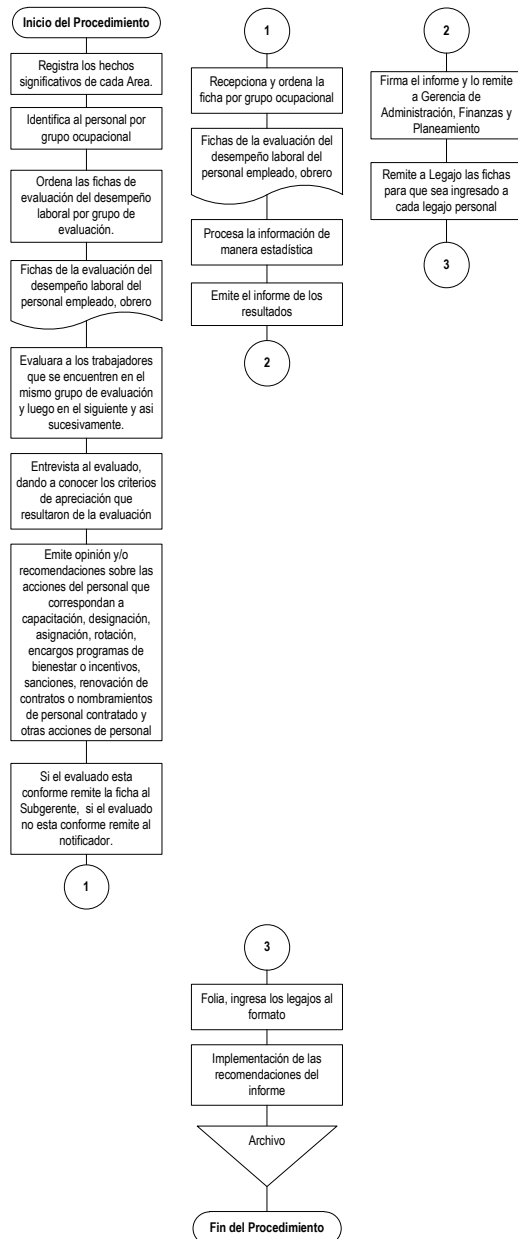 Inicio del Procedimiento
Registra los hechos
significativos de cada Area.
Identifica al personal por
grupo ocupacional
Ordena las fichas de
evaluación del desempeño
laboral por grupo de
evaluación.
Fichas de la evaluación del
desempeño laboral del
personal empleado, obrero
Evaluara a los trabajadores
que se encuentren en el
mismo grupo de evaluación
y luego en el siguiente y asi
sucesivamente.
Entrevista al evaluado,
dando a conocer los criterios
de apreciación que
resultaron de la evaluación
Emite opinión y/o
recomendaciones sobre las
acciones del personal que
correspondan a
capacitación, designación,
asignación, rotación,
encargos programas de
bienestar o incentivos,
sanciones, renovación de
contratos o nombramientos
de personal contratado y
otras acciones de personal
Si el evaluado esta
conforme remite la ficha al
Subgerente, si el evaluado
no esta conforme remite al
notificador.
1
1
Recepciona y ordena la
ficha por grupo ocupacional
Fichas de la evaluación del
desempeño laboral del
personal empleado, obrero
Procesa la información de
manera estadística
Emite el informe de los
resultados
2
2
Firma el informe y lo remite
a Gerencia de
Administración, Finanzas y
Planeamiento
Remite a Legajo las fichas
para que sea ingresado a
cada legajo personal
3
3
Folia, ingresa los legajos al
formato
Implementación de las
recomendaciones del
informe
Archivo
Fin del Procedimiento